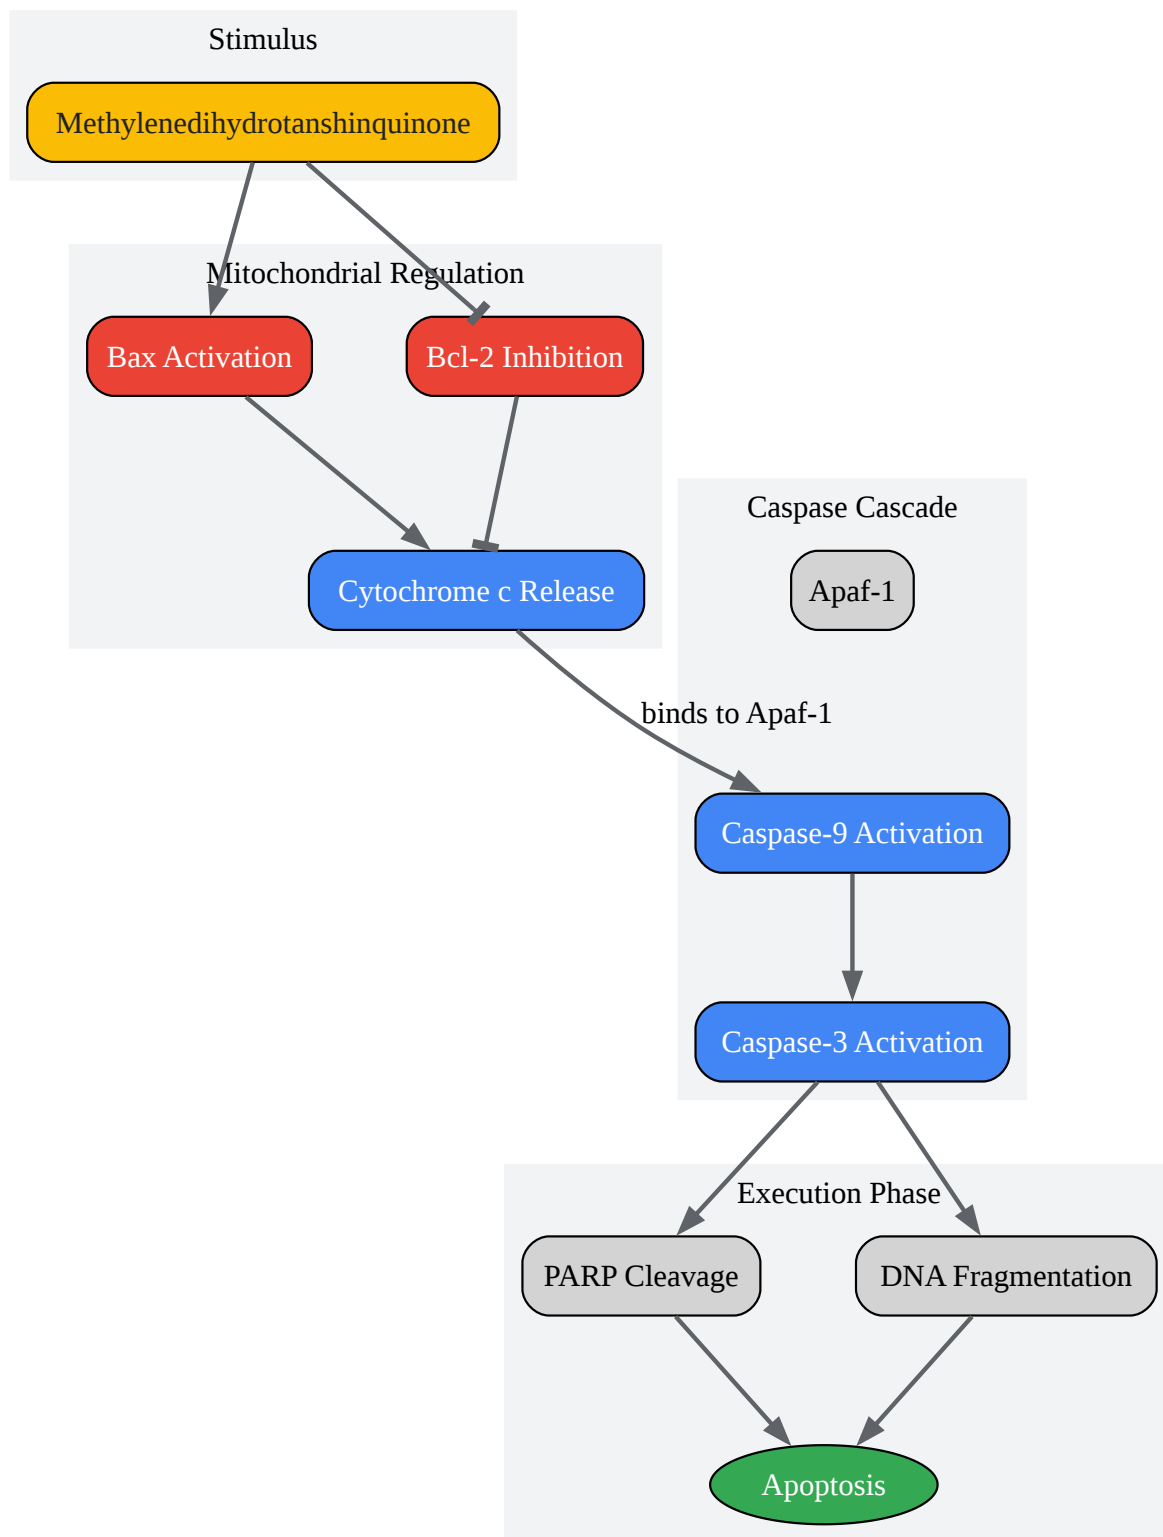 Stimulus
Methylenedihydrotanshinquinone
Mitochondrial Regulation
Bax Activation
Bcl-2 Inhibition
Caspase Cascade
Cytochrome c Release
Apaf-1
binds to Apaf-1
Caspase-9 Activation
Caspase-3 Activation
Execution Phase
PARP Cleavage
DNA Fragmentation
Apoptosis